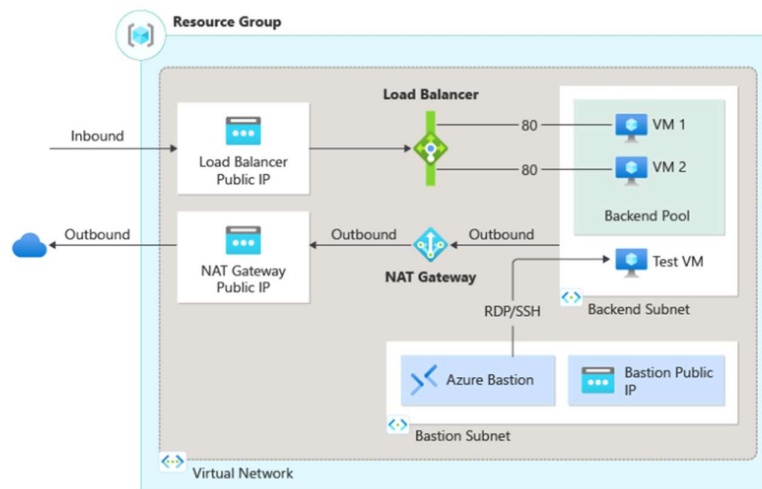 Resource Group
Load Balancer
Inbound
Load Balancer
Public IP
80
80
VM 1
VM 2
Backend Pool
Outbound
NAT Gateway
Public IP
Outbound
NAT Gateway
Outbound
Test VM
Backend Subnet
RDP/SSH
Azure Bastion
Bastion Public
IP
Bastion Subnet
Virtual Network